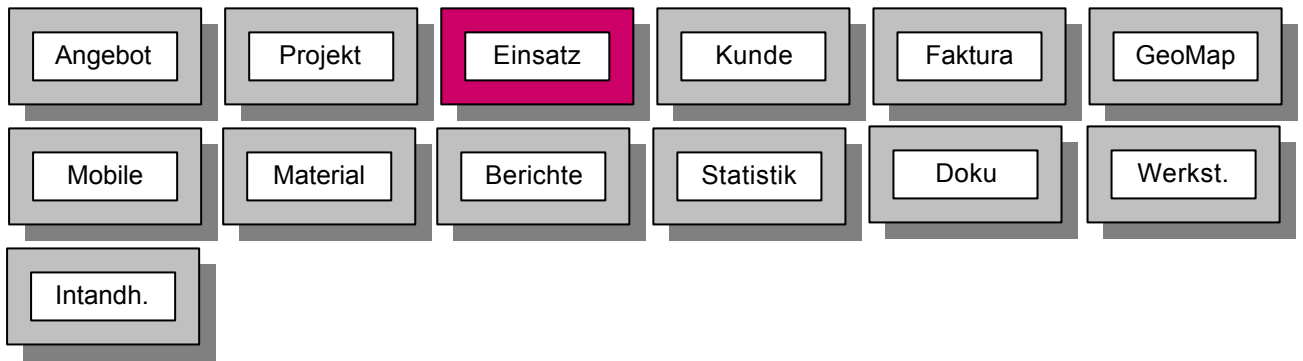 Angebot Projekt Einsatz Kunde Faktura GeoMap
Mobile Material Berichte Statistik Doku Werkst.
Intandh.